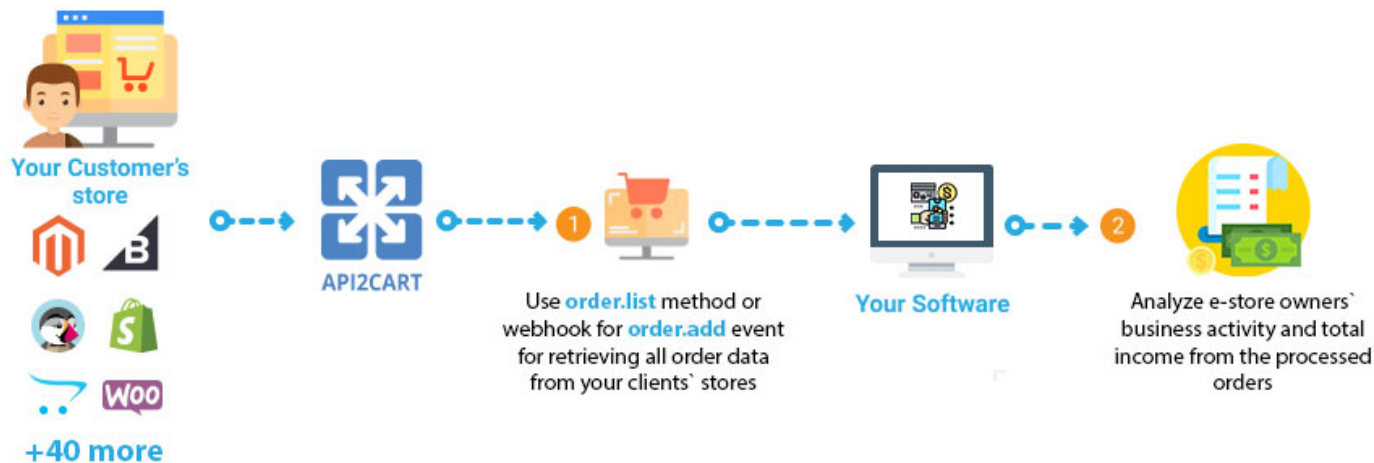 Your Customer's
store
B
S
WOO
+40 more
API2CART
1
Use order.list method or
webhook for order.add event
for retrieving all order data
from your clients` stores
$
Your Software
2
$
$
Analyze e-store owners`
business activity and total
income from the processed
orders